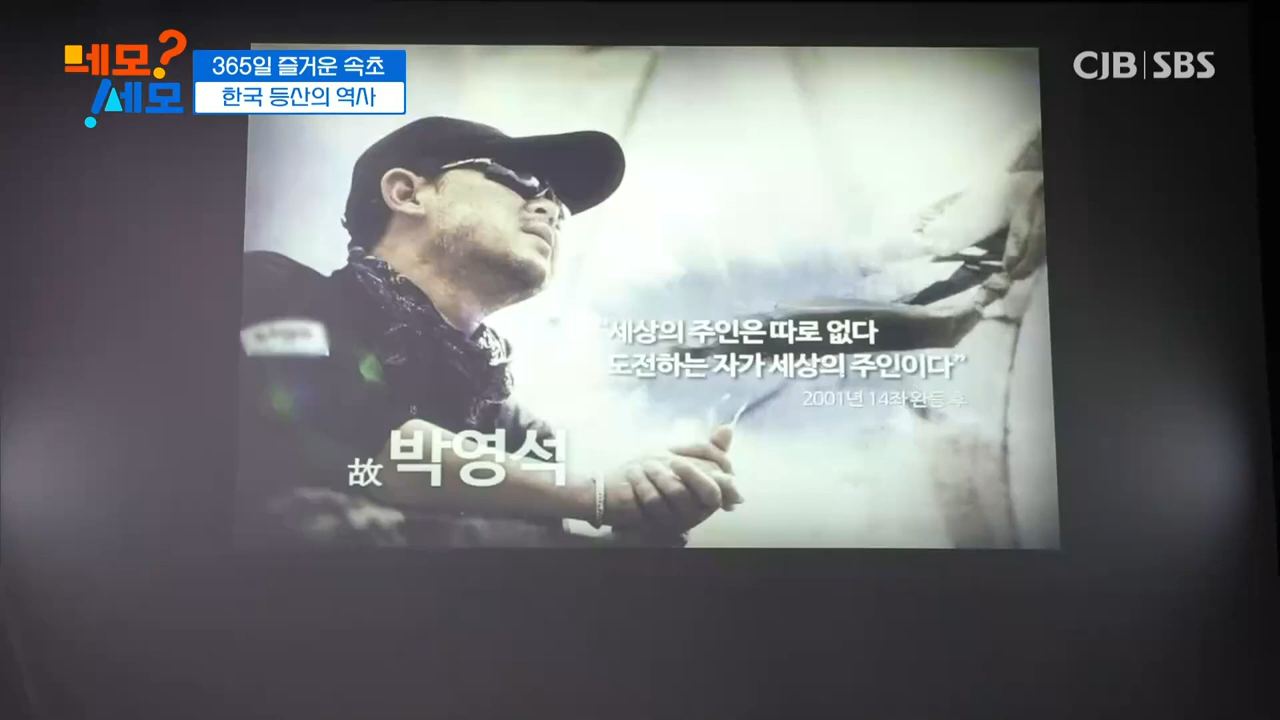 네모?
세모
365일 즐거운 속초
한국 등산의 역사
CJB SBS
“세상의 주인은 따로 없다
도전하는 자가 세상의 주인이다”
2001년 14좌 완등 후
故 박영석